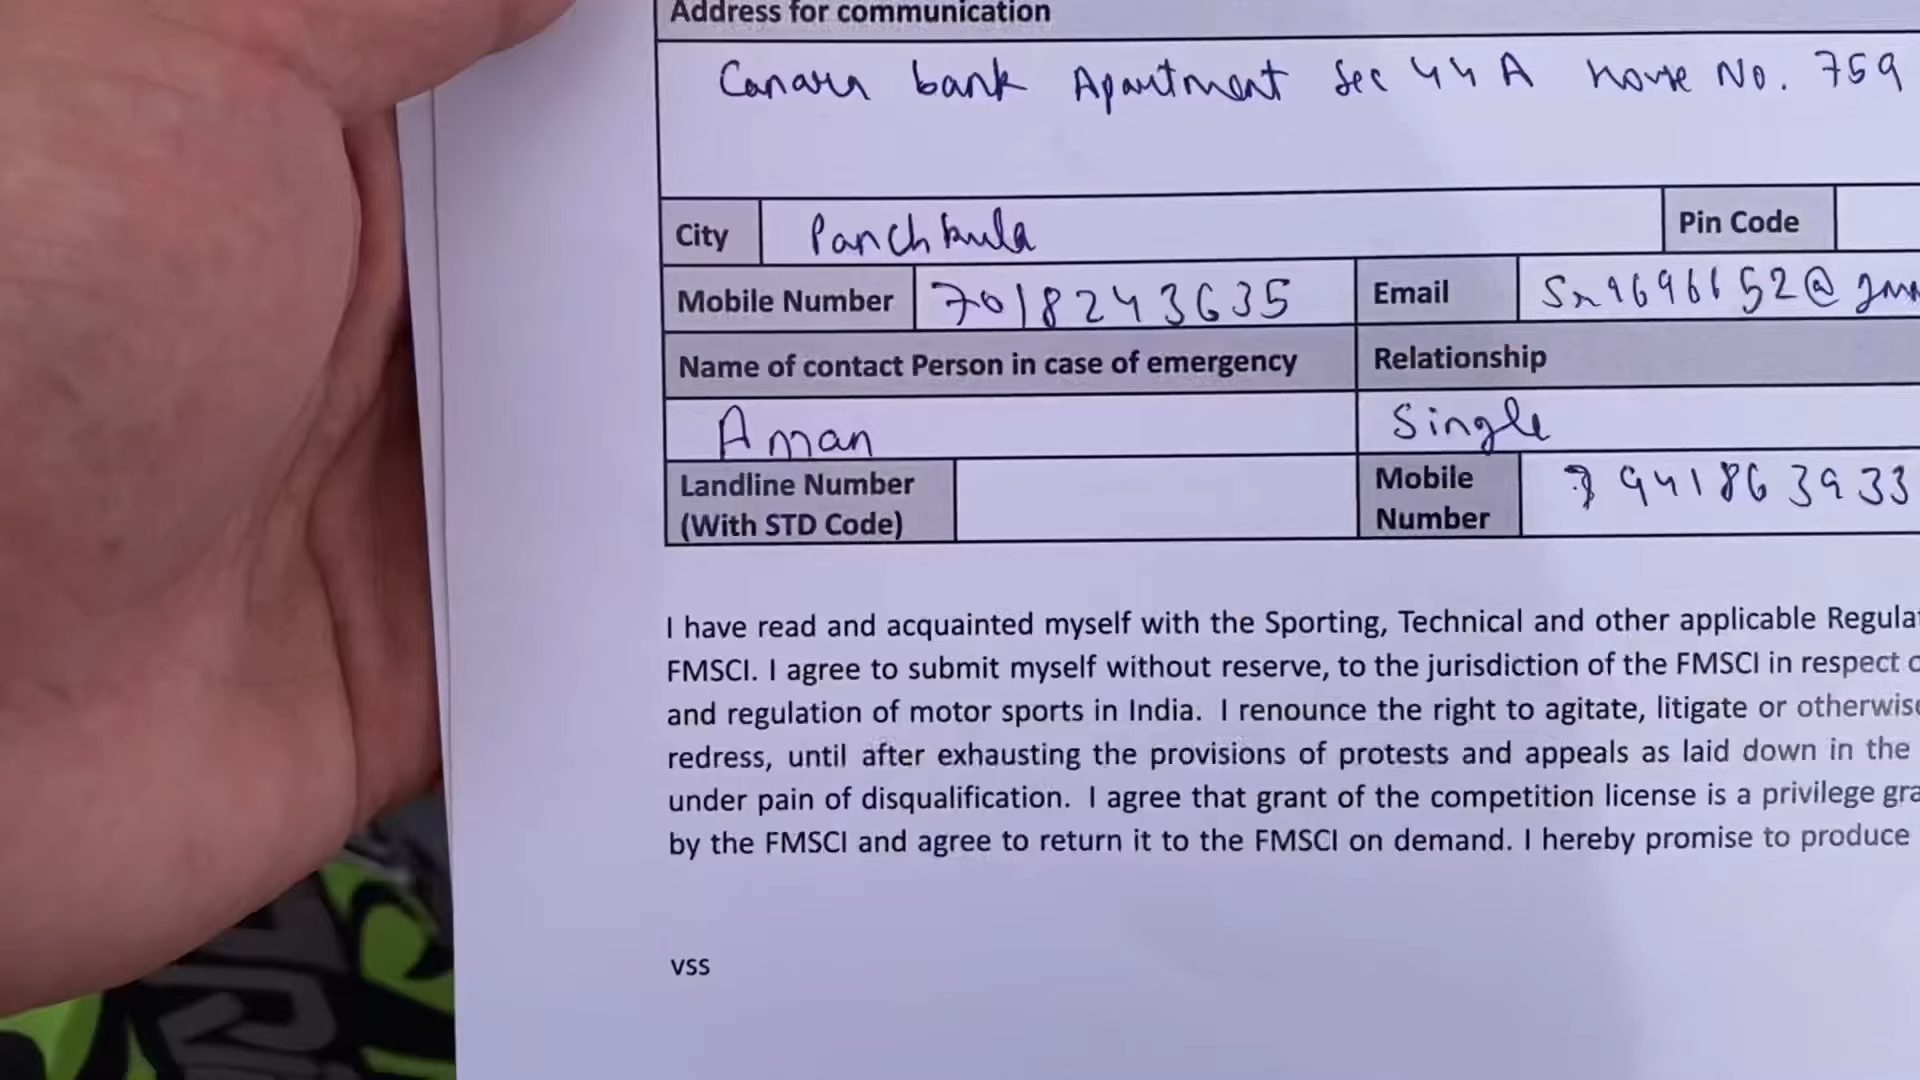 Address for communication
Canara bank Apartment Sec 44 A House No. 759
City Panchkula Pin Code
Mobile Number 7018243635 Email
Name of contact Person in case of emergency Relationship
Aman Single
Landline Number (With STD Code) Mobile Number 941863933
I have read and acquainted myself with the Sporting, Technical and other applicable Regulat
FMSCI. I agree to submit myself without reserve, to the jurisdiction of the FMSCI in respect o
and regulation of motor sports in India. I renounce the right to agitate, litigate or otherwise
redress, until after exhausting the provisions of protests and appeals as laid down in the
under pain of disqualification. I agree that grant of the competition license is a privilege gra
by the FMSCI and agree to return it to the FMSCI on demand. I hereby promise to produce
vss